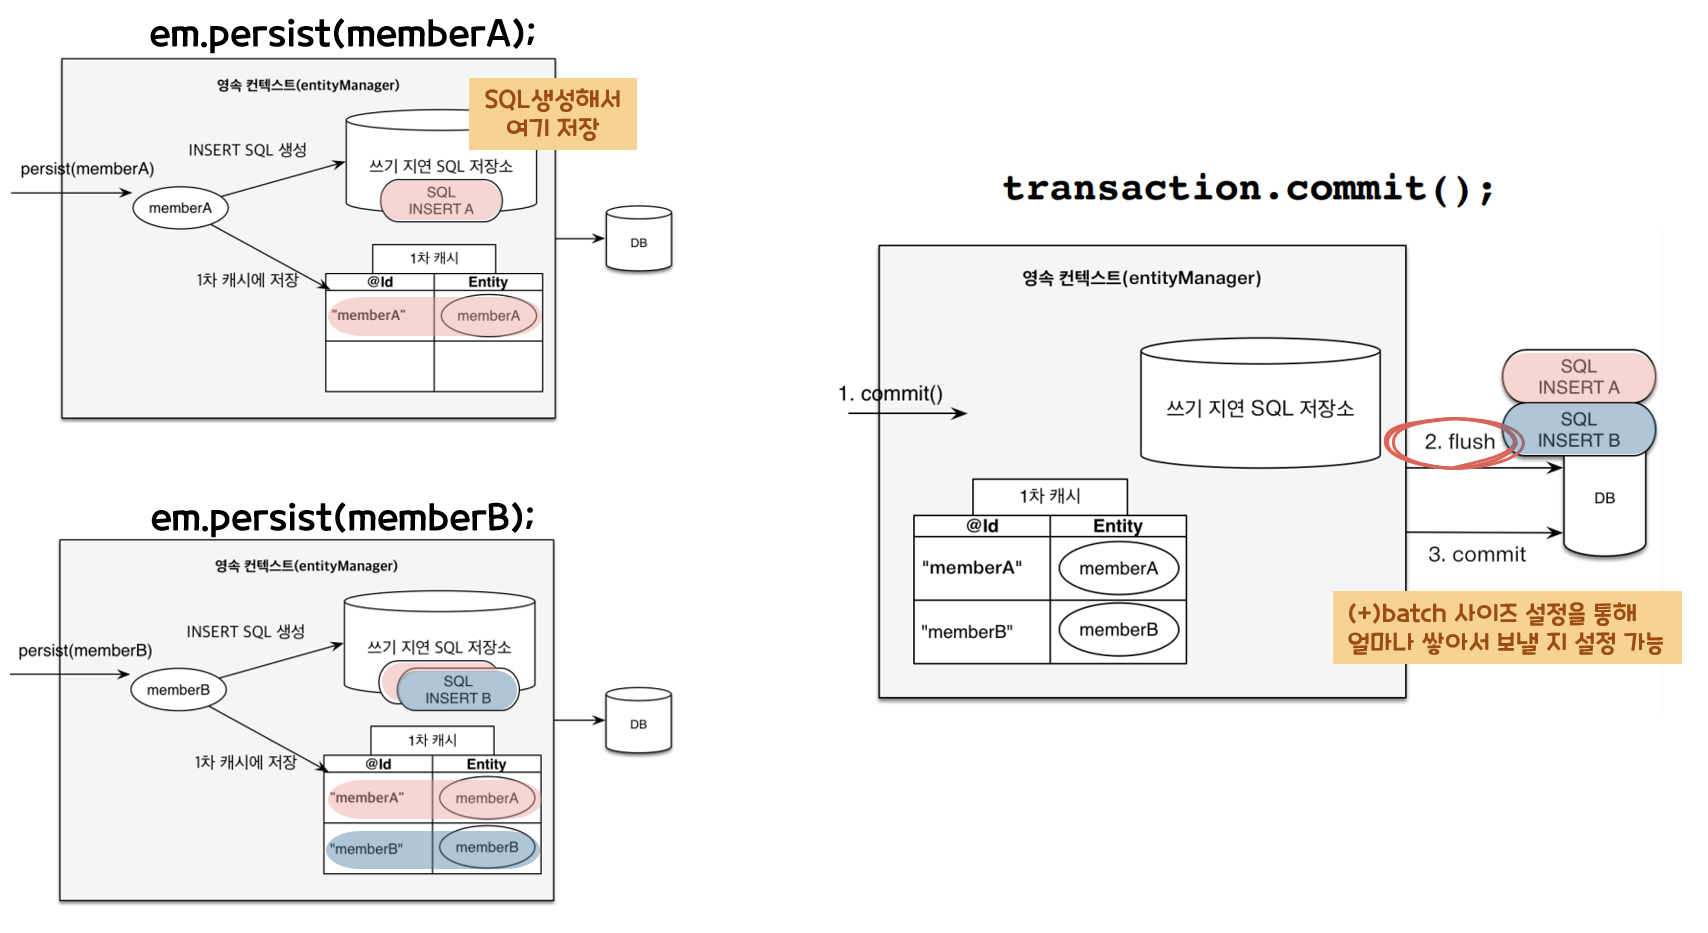 em.persist(memberA);
영속 컨텍스트(entityManager)
SQL생성해서
여기 저장
INSERT SQL 생성
persist(memberA)
쓰기 지연 SQL 저장소
memberA
SQL
INSERT A
DB
1차 캐시
1차 캐시에 저장
@Id Entity
"memberA" memberA
em.persist(memberB);
영속 컨텍스트(entityManager)
INSERT SQL 생성
persist(memberB)
쓰기 지연 SQL 저장소
memberB
SQL
INSERT B
DB
1차 캐시
1차 캐시에 저장
@Id Entity
"memberA" memberA
"memberB" memberB
transaction.commit();
영속 컨텍스트(entityManager)
1. commit()
쓰기 지연 SQL 저장소
SQL
INSERT A
SQL
INSERT B
2. flush
DB
3. commit
1차 캐시
@Id Entity
"memberA" memberA
"memberB" memberB
(+)batch 사이즈 설정을 통해
얼마나 쌓아서 보낼 지 설정 가능